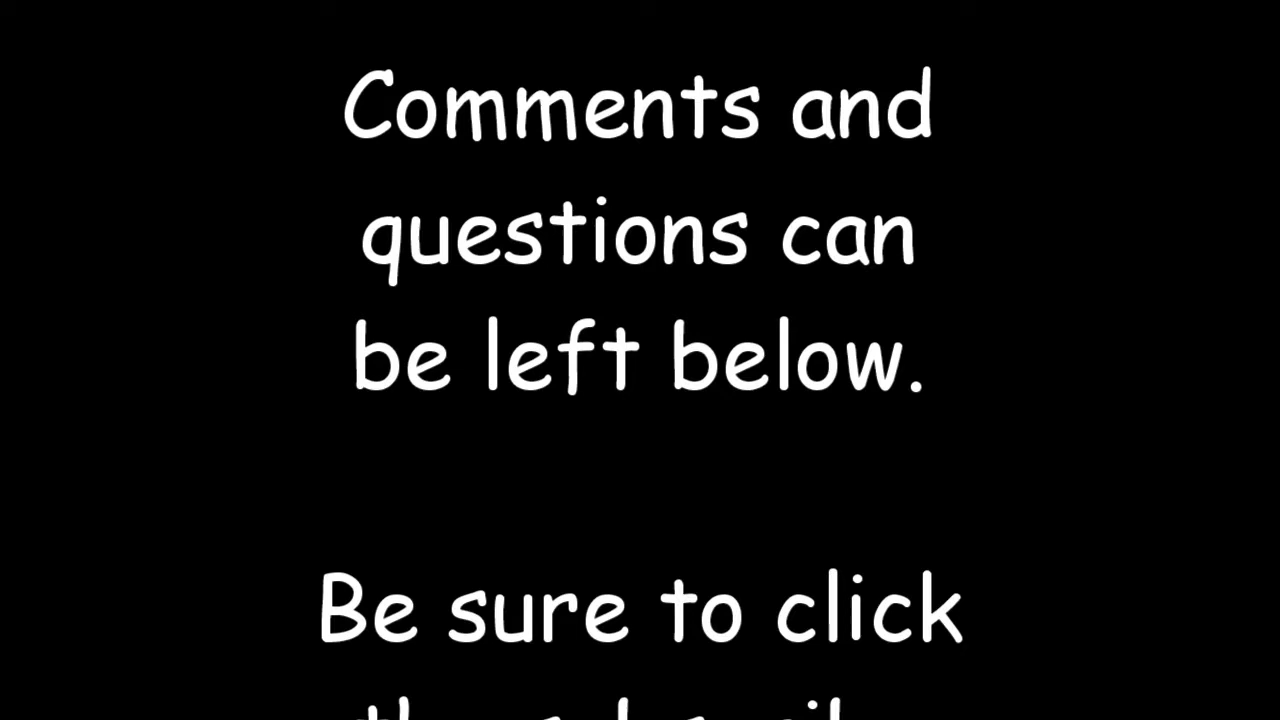 Comments and
questions can
be left below.
Be sure to click